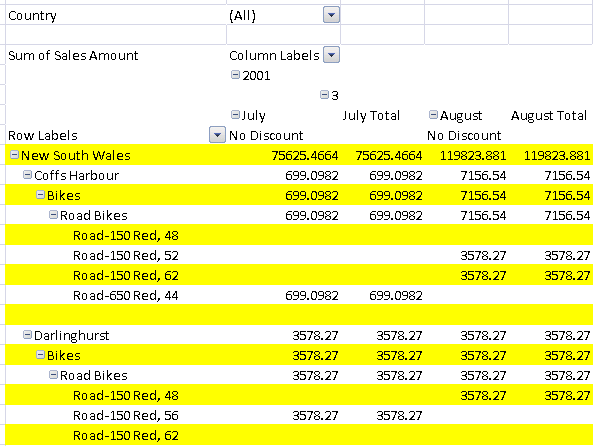 Country (All)
Sum of Sales Amount Column Labels
2001
3
July July Total August August Total
Row Labels No Discount No Discount
New South Wales 75625.4664 75625.4664 119823.881 119823.881
Coffs Harbour 699.0982 699.0982 7156.54 7156.54
Bikes 699.0982 699.0982 7156.54 7156.54
Road Bikes 699.0982 699.0982 7156.54 7156.54
Road-150 Red, 48
Road-150 Red, 52 3578.27 3578.27
Road-150 Red, 62 3578.27 3578.27
Road-650 Red, 44 699.0982 699.0982
Darlinghurst 3578.27 3578.27 3578.27 3578.27
Bikes 3578.27 3578.27 3578.27 3578.27
Road Bikes 3578.27 3578.27 3578.27 3578.27
Road-150 Red, 48 3578.27 3578.27
Road-150 Red, 56 3578.27 3578.27
Road-150 Red, 62